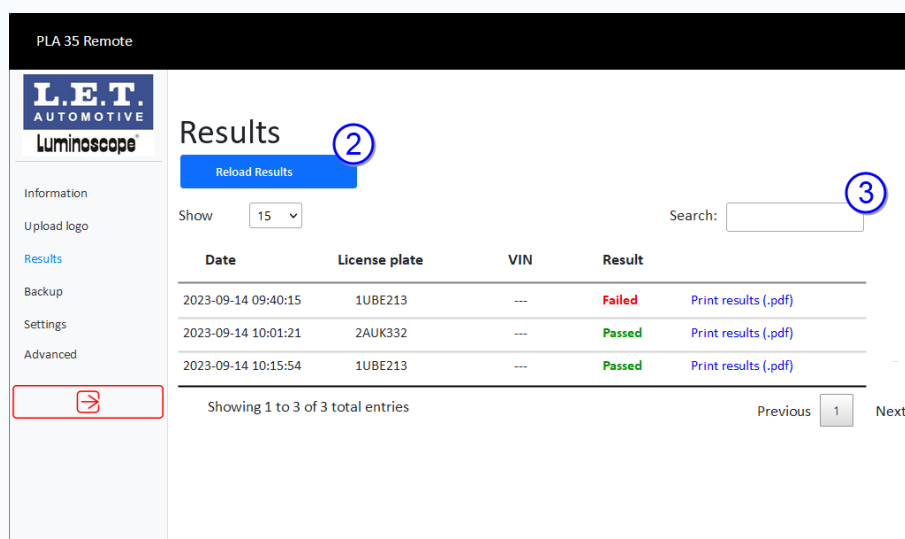 PLA 35 Remote
L.E.T.
AUTOMOTIVE
Luminoscope®
Information
Upload logo
Results
Backup
Settings
Advanced
Results
2
Reload Results
3
Show 15 Search:
Date License plate VIN Result
2023-09-14 09:40:15 1UBE213 --- Failed Print results (.pdf)
2023-09-14 10:01:21 2AUK332 --- Passed Print results (.pdf)
2023-09-14 10:15:54 1UBE213 --- Passed Print results (.pdf)
Showing 1 to 3 of 3 total entries
Previous 1 Next